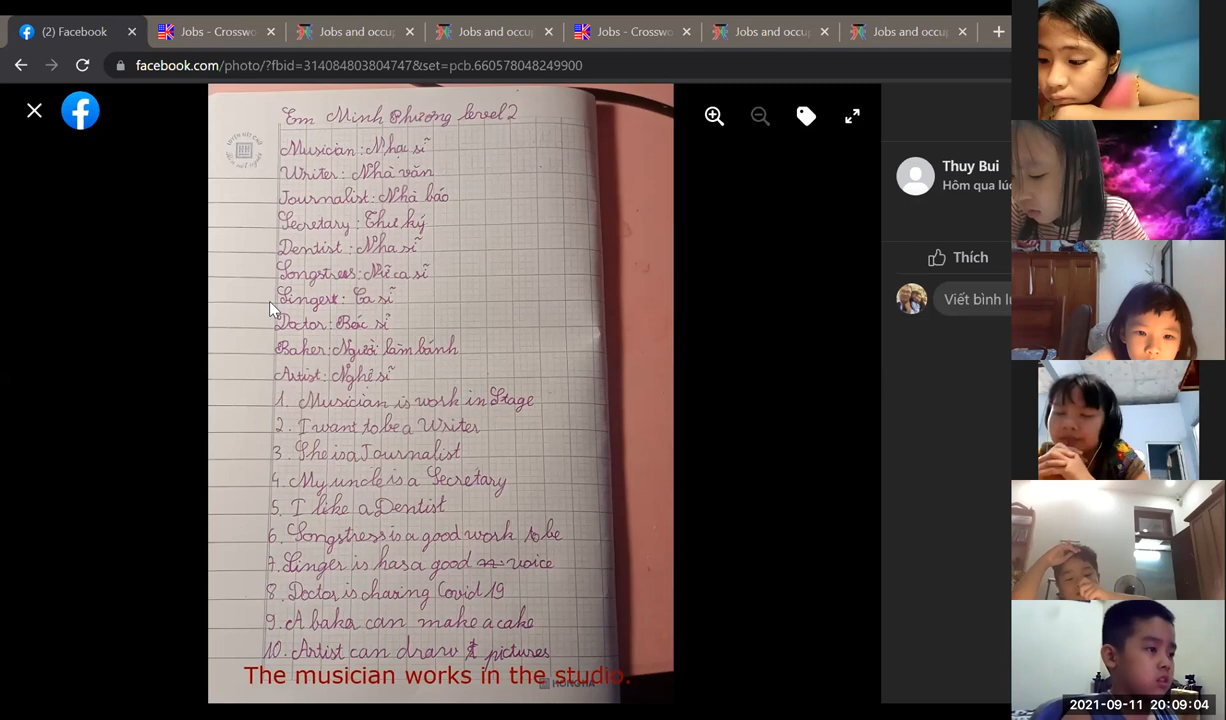 (2) Facebook
Jobs - Crosswo
Jobs and occu
Jobs and occu
Jobs - Crosswo
Jobs and occu
Jobs and occu
facebook.com/photo/?fbid=314084803804747&set=pcb.660578048249900
Em Minh Phương level 2
Musician: Nhạc sĩ
Writer: Nhà văn
Journalist: Nhà báo
Secretary: Thư ký
Dentist: Nha sĩ
Songstress: Nữ ca sĩ
Singer: Ca sĩ
Doctor: Bác sĩ
Baker: Người làm bánh
Artist: Nghệ sĩ
1. Musician is work in Stage
2. I want to be a Writer
3. She is a Journalist
4. My uncle is a Secretary
5. I like a Dentist
6. Songstress is a good work to be
7. Singer is has a good voice
8. Doctor is charing Covid 19
9. A baker can make a cake
10. Artist can draw pictures
The musician works in the studio.
Thuy Bui
Hôm qua lúc
Thích
Viết bình lu
2021-09-11 20:09:04